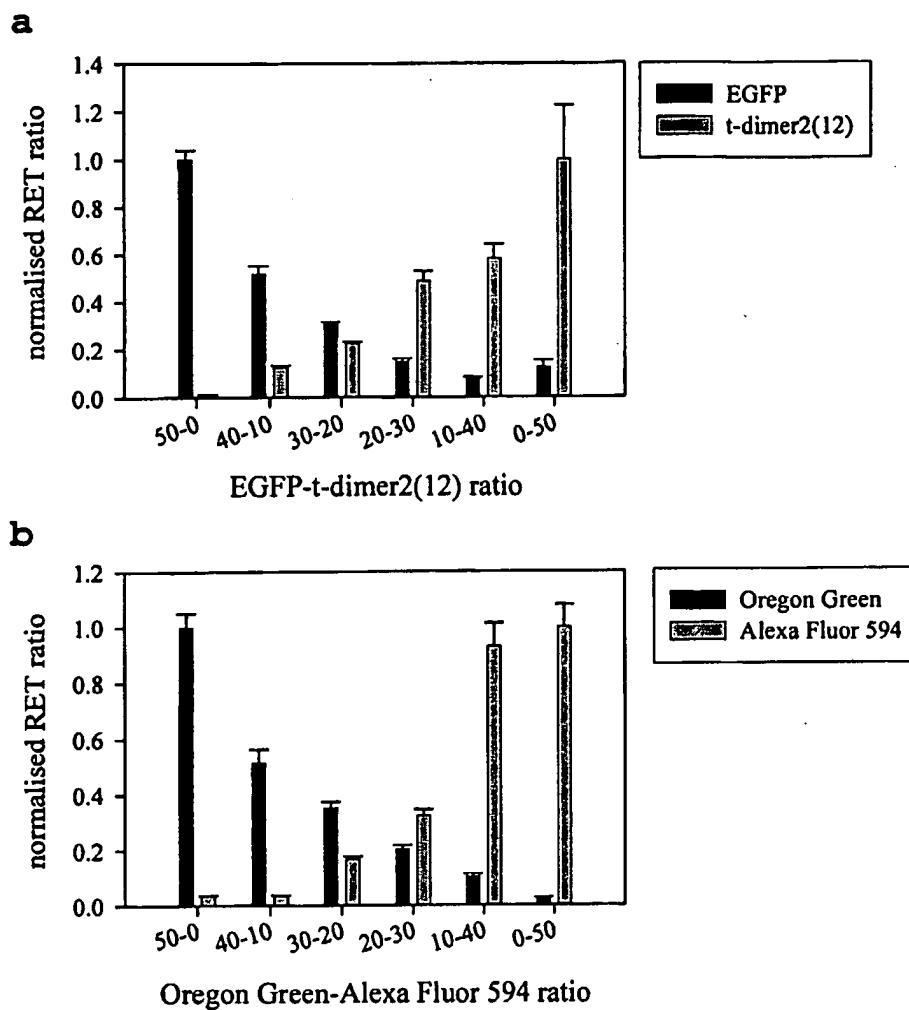 a
1.4
1.2
1.0
0.8
0.6
0.4
0.2
0.0
normalised RET ratio
50-0
40-10
30-20
20-30
10-40
0-50
EGFP-t-dimer2(12) ratio
EGFP
t-dimer2(12)
b
1.2
1.0
0.8
0.6
0.4
0.2
0.0
normalised RET ratio
50-0
40-10
30-20
20-30
10-40
0-50
Oregon Green-Alexa Fluor 594 ratio
Oregon Green
Alexa Fluor 594